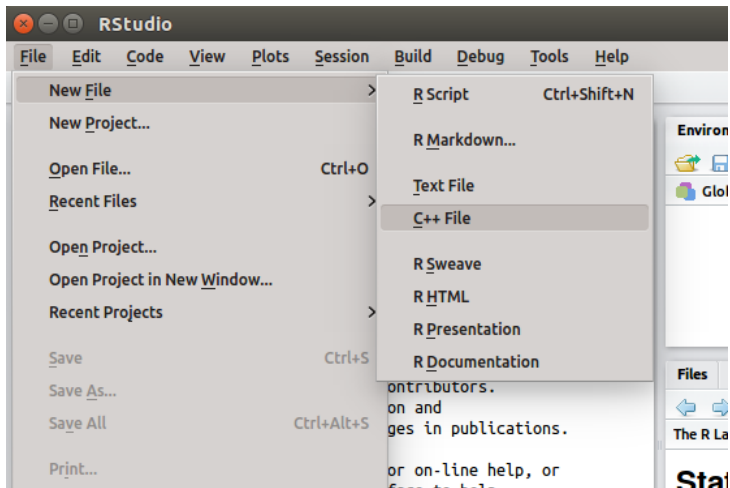 RStudio
File Edit Code View Plots Session Build Debug Tools Help
New File
New Project...
Open File... Ctrl+O
Recent Files
Open Project...
Open Project in New Window...
Recent Projects
Save Ctrl+S
Save As...
Save All Ctrl+Alt+S
Print...
R Script Ctrl+Shift+N
R Markdown...
Text File
C++ File
R Sweave
R HTML
R Presentation
R Documentation
ontributors.
on and
ges in publications.
or on-line help, or
Environ
Glo
Files
The R La
Stat